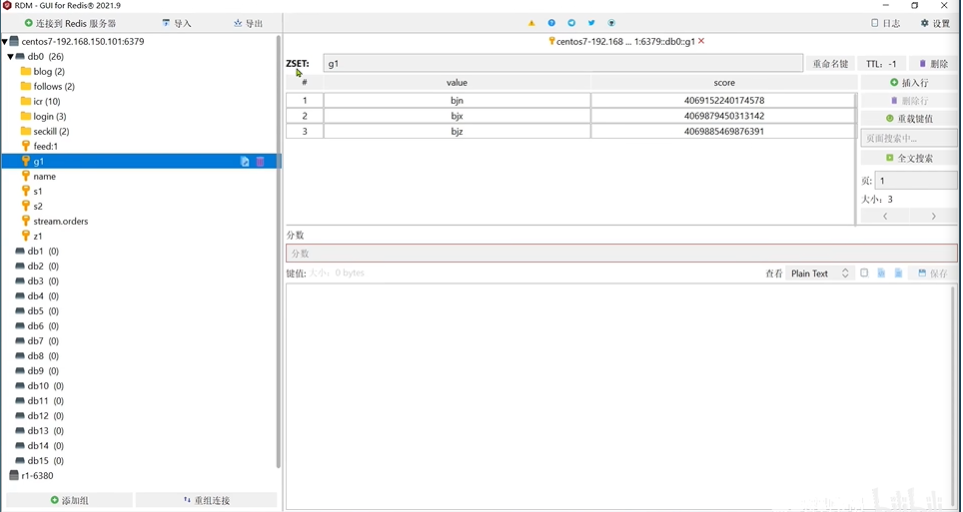 RDM - GUI for Redis® 2021.9
连接到 Redis 服务器 导入 导出 日志 设置
centos7-192.168.150.101:6379
db0 (26)
blog (2)
follows (2)
icr (10)
login (3)
seckill (2)
feed:1
g1
name
s1
s2
stream.orders
z1
db1 (0)
db2 (0)
db3 (0)
db4 (0)
db5 (0)
db6 (0)
db7 (0)
db8 (0)
db9 (0)
db10 (0)
db11 (0)
db12 (0)
db13 (0)
db14 (0)
db15 (0)
r1-6380
添加组 重组连接
centos7-192.168 ... 1:6379::db0::g1
ZSET: g1 重命名键 TTL: -1 删除
# value score
1 bjn 4069152240174578
2 bjx 4069879450313142
3 bjz 4069885469876391
插入行
删除行
重载键值
页面搜索中...
全文搜索
页: 1
大小: 3
分数
分数
键值: 大小: 0 bytes 查看 Plain Text 保存